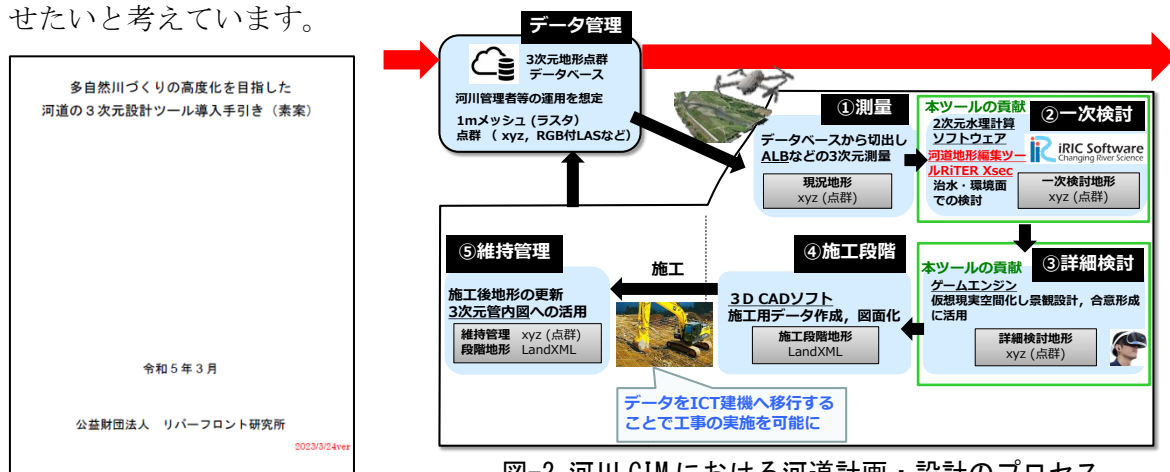 せたいと考えています。
多自然川づくりの高度化を目指した
河道の３次元設計ツール導入手引き（素案）
令和５年３月
公益財団法人　リバーフロント研究所
2023/3/24ver
データ管理
3次元地形点群
データベース
河川管理者等の運用を想定
1mメッシュ (ラスタ)
点群 （ xyz, RGB付LASなど）
①測量
データベースから切出し
ALBなどの3次元測量
現況地形
xyz (点群)
本ツールの貢献
②一次検討
2次元水理計算
ソフトウェア
河道地形編集ツー
ルRiTER Xsec
治水・環境面
での検討
iRIC Software
Changing River Science
一次検討地形
xyz (点群)
本ツールの貢献
③詳細検討
ゲームエンジン
仮想現実空間化し景観設計，合意形成
に活用
詳細検討地形
xyz (点群)
④施工段階
３D CADソフト
施工用データ作成，図面化
施工段階地形
LandXML
施工
⑤維持管理
施工後地形の更新
3次元管内図への活用
維持管理 xyz (点群)
段階地形 LandXML
データをICT建機へ移行する
ことで工事の実施を可能に
図-2 河川CIMにおける河道計画・設計のプロセス